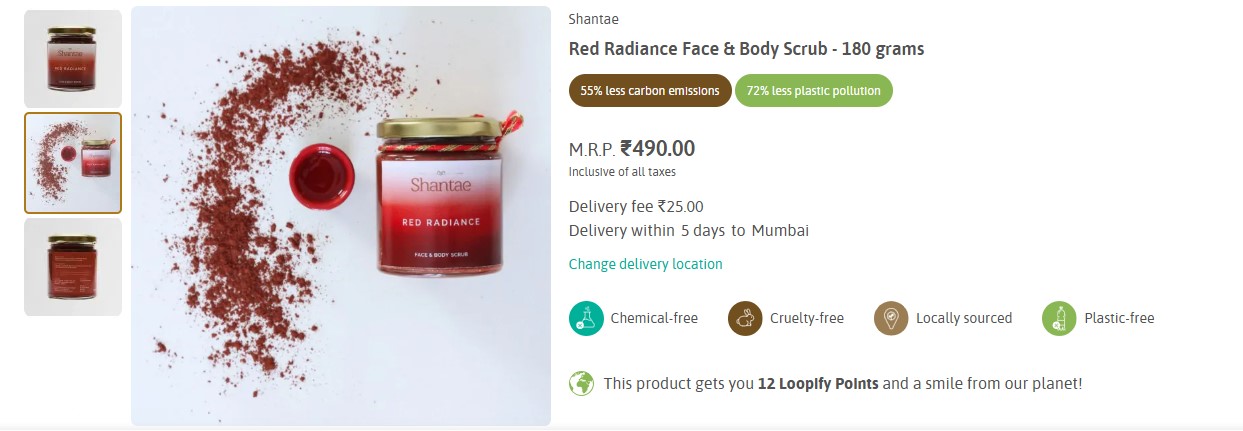 Shantae
RED RADIANCE
Shantae
RED RADIANCE
FACE & BODY SCRUB
Shantae
Red Radiance Face & Body Scrub - 180 grams
55% less carbon emissions 72% less plastic pollution
M.R.P. ₹490.00
Inclusive of all taxes
Delivery fee ₹25.00
Delivery within 5 days to Mumbai
Change delivery location
Chemical-free Cruelty-free Locally sourced Plastic-free
This product gets you 12 Loopify Points and a smile from our planet!